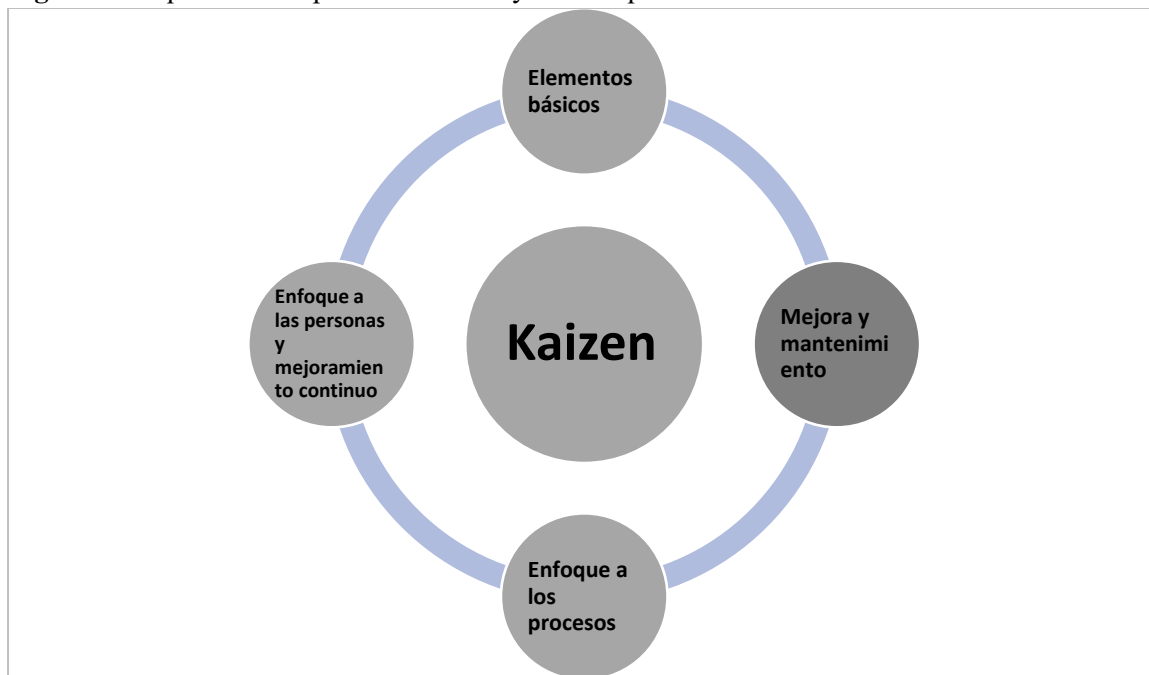 Elementos
básicos
Enfoque a
las personas
y
mejoramien
to continuo
Kaizen
Mejora y
mantenimi
ento
Enfoque a
los
procesos